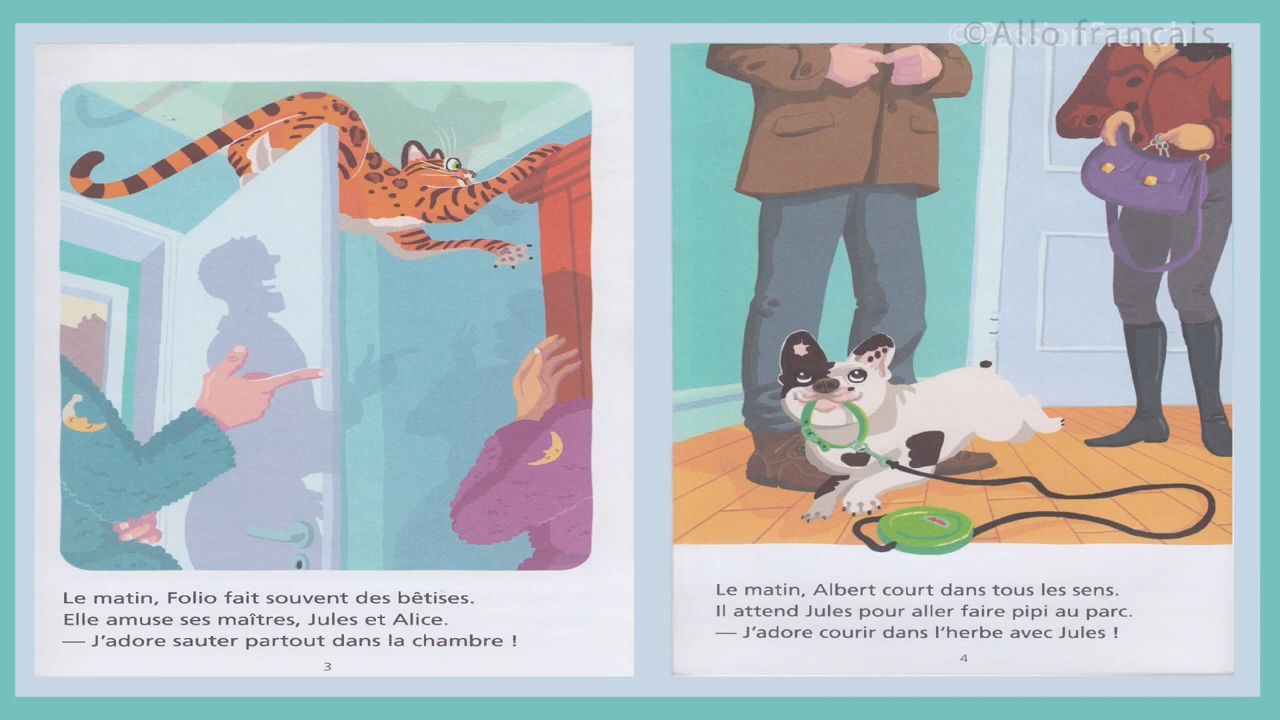 ©Allo français
Le matin, Folio fait souvent des bêtises.
Elle amuse ses maîtres, Jules et Alice.
— J’adore sauter partout dans la chambre !
3
Le matin, Albert court dans tous les sens.
Il attend Jules pour aller faire pipi au parc.
— J’adore courir dans l’herbe avec Jules !
4